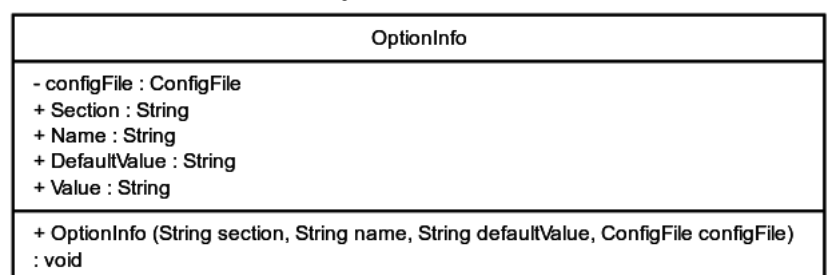 OptionInfo
- configFile : ConfigFile
+ Section : String
+ Name : String
+ DefaultValue : String
+ Value : String
+ OptionInfo (String section, String name, String defaultValue, ConfigFile configFile)
: void